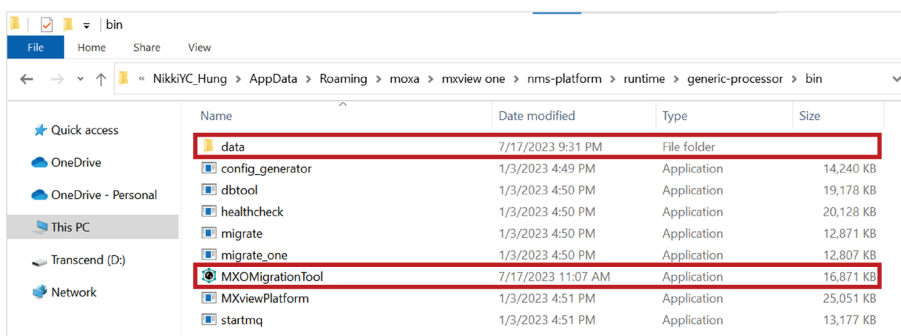 bin
File Home Share View
« NikkiYC_Hung > AppData > Roaming > moxa > mxview one > nms-platform > runtime > generic-processor > bin
Name Date modified Type Size
Quick access
OneDrive
OneDrive - Personal
This PC
Transcend (D:)
Network
data 7/17/2023 9:31 PM File folder
config_generator 1/3/2023 4:49 PM Application 14,240 KB
dbtool 1/3/2023 4:50 PM Application 19,178 KB
healthcheck 1/3/2023 4:50 PM Application 20,128 KB
migrate 1/3/2023 4:50 PM Application 12,871 KB
migrate_one 1/3/2023 4:50 PM Application 12,807 KB
MXOMigrationTool 7/17/2023 11:07 AM Application 16,871 KB
MXviewPlatform 1/3/2023 4:51 PM Application 25,051 KB
startmq 1/3/2023 4:51 PM Application 13,177 KB